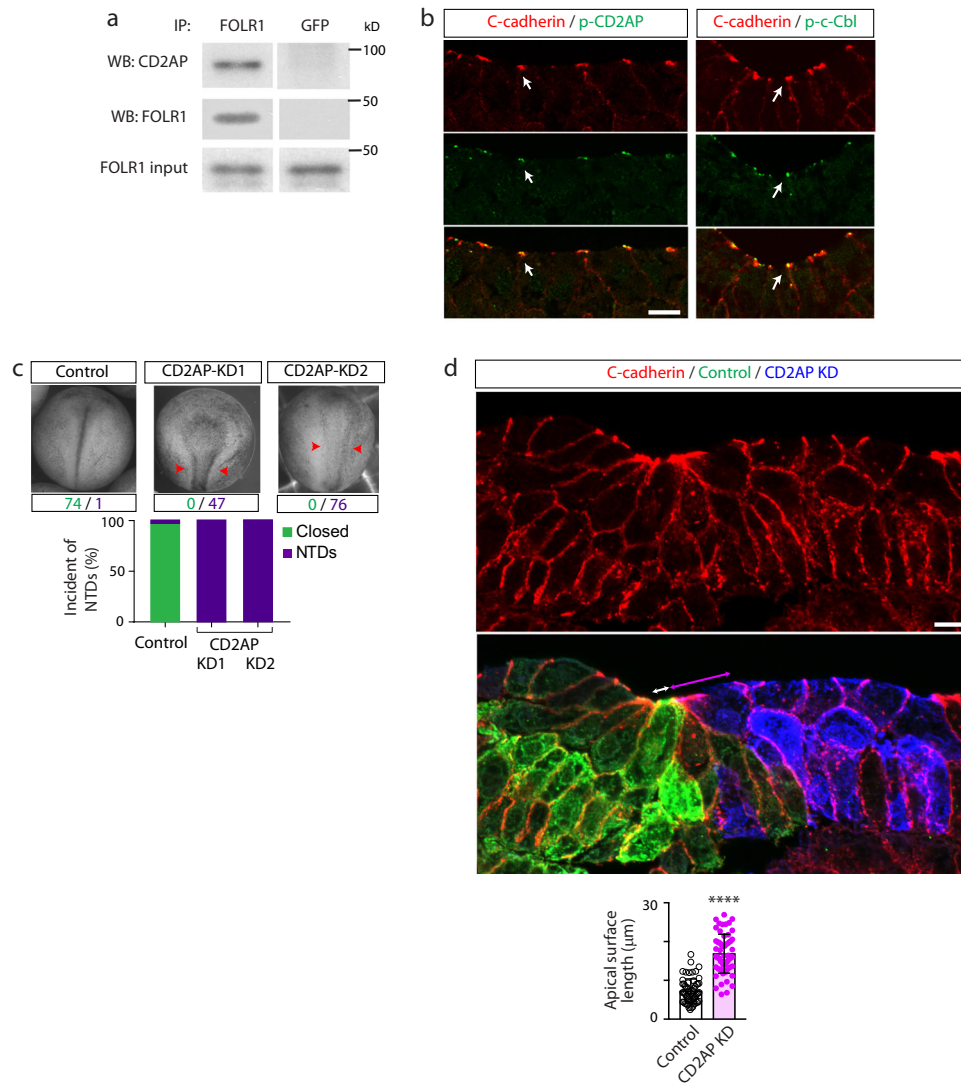 a
IP: FOLR1 GFP kD
WB: CD2AP
100
WB: FOLR1
50
FOLR1 input
50
b
C-cadherin / p-CD2AP
C-cadherin / p-c-Cbl
c
Control
CD2AP-KD1
CD2AP-KD2
74 / 1
0 / 47
0 / 76
Incident of
NTDs (%)
100
50
0
Closed
NTDs
Control
CD2AP
KD1 KD2
d
C-cadherin / Control / CD2AP KD
****
Apical surface
length (μm)
30
0
Control
CD2AP KD